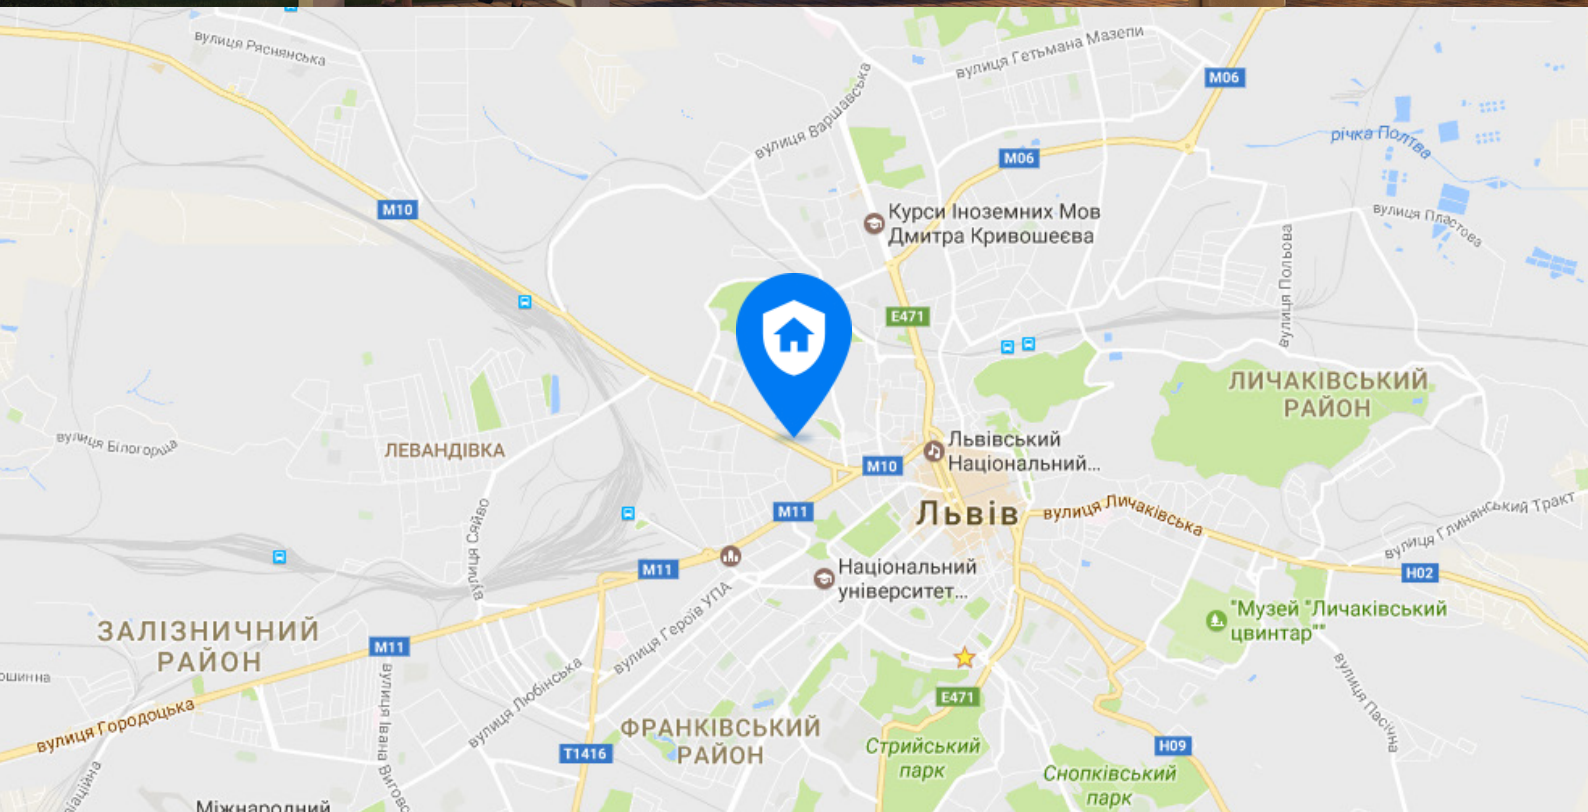 вулиця Ряснянська
вулиця Гетьмана Мазепи
M06
вулиця Варшавська
річка Полтва
M06
M10
Курси Іноземних Мов
Дмитра Кривошеєва
вулиця Пластова
вулиця Польова
E471
ЛИЧАКІВСЬКИЙ
РАЙОН
вулиця Білогорща
ЛЕВАНДІВКА
Львівський
Національний...
M10
M11
Львів
вулиця Личаківська
вулиця Глинянський Тракт
вулиця Сяйво
M11
Національний
університет...
H02
вулиця Героїв УПА
"Музей "Личаківський
цвинтар""
ЗАЛІЗНИЧНИЙ
РАЙОН
M11
вулиця Городоцька
вулиця Любінська
вулиця Івана Виговс
E471
вулиця Пасічна
ФРАНКІВСЬКИЙ
РАЙОН
T1416
Стрийський
парк
H09
Снопківський
парк
Міжнародний